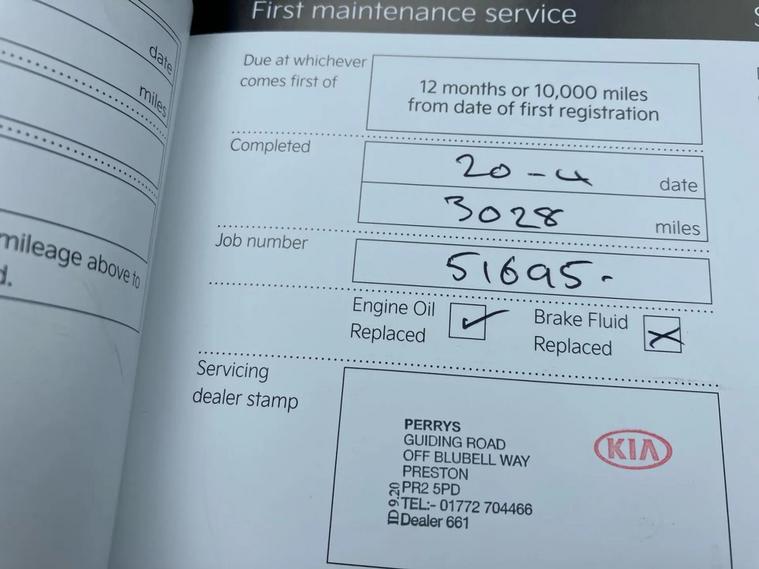 First maintenance service
date
miles
mileage above to
d.
Due at whichever
comes first of
12 months or 10,000 miles
from date of first registration
Completed
20-4
date
3028
miles
Job number
51695-
Engine Oil
Replaced
Brake Fluid
Replaced
Servicing
dealer stamp
PERRYS
GUIDING ROAD
OFF BLUBELL WAY
PRESTON
PR2 5PD
TEL:- 01772 704466
Dealer 661
ID 9.20
KIA